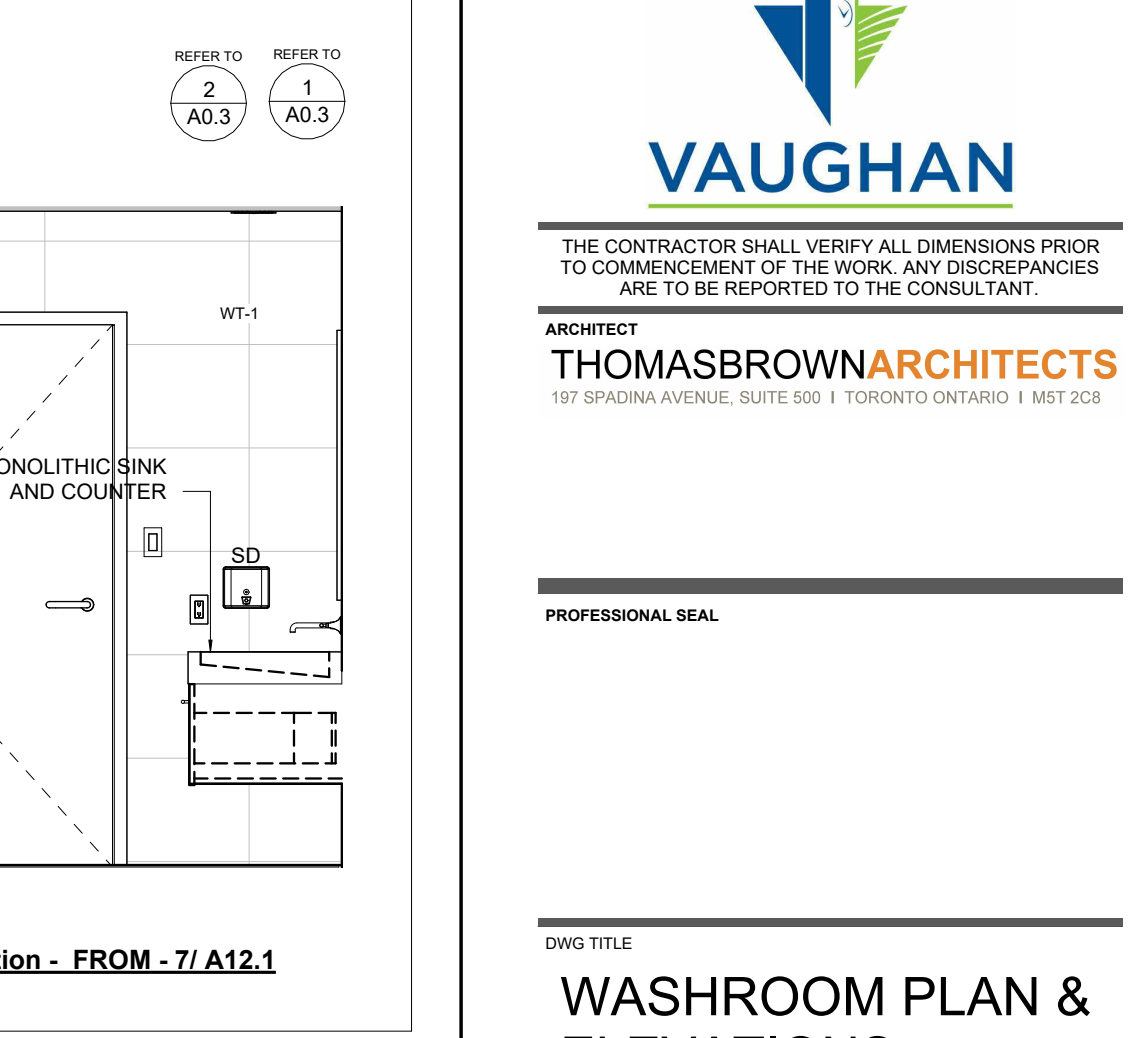 REFER TO
2
A0.3
REFER TO
1
A0.3
WT-1
SINK
AND COUNTER
SD
- FROM - 7/ A12.1
VAUGHAN
THE CONTRACTOR SHALL VERIFY ALL DIMENSIONS PRIOR
TO COMMENCEMENT OF THE WORK. ANY DISCREPANCIES
ARE TO BE REPORTED TO THE CONSULTANT.
ARCHITECT
THOMASBROWNARCHITECTS
197 SPADINA AVENUE, SUITE 500 I TORONTO ONTARIO I M5T 2C8
PROFESSIONAL SEAL
DWG TITLE
WASHROOM PLAN &